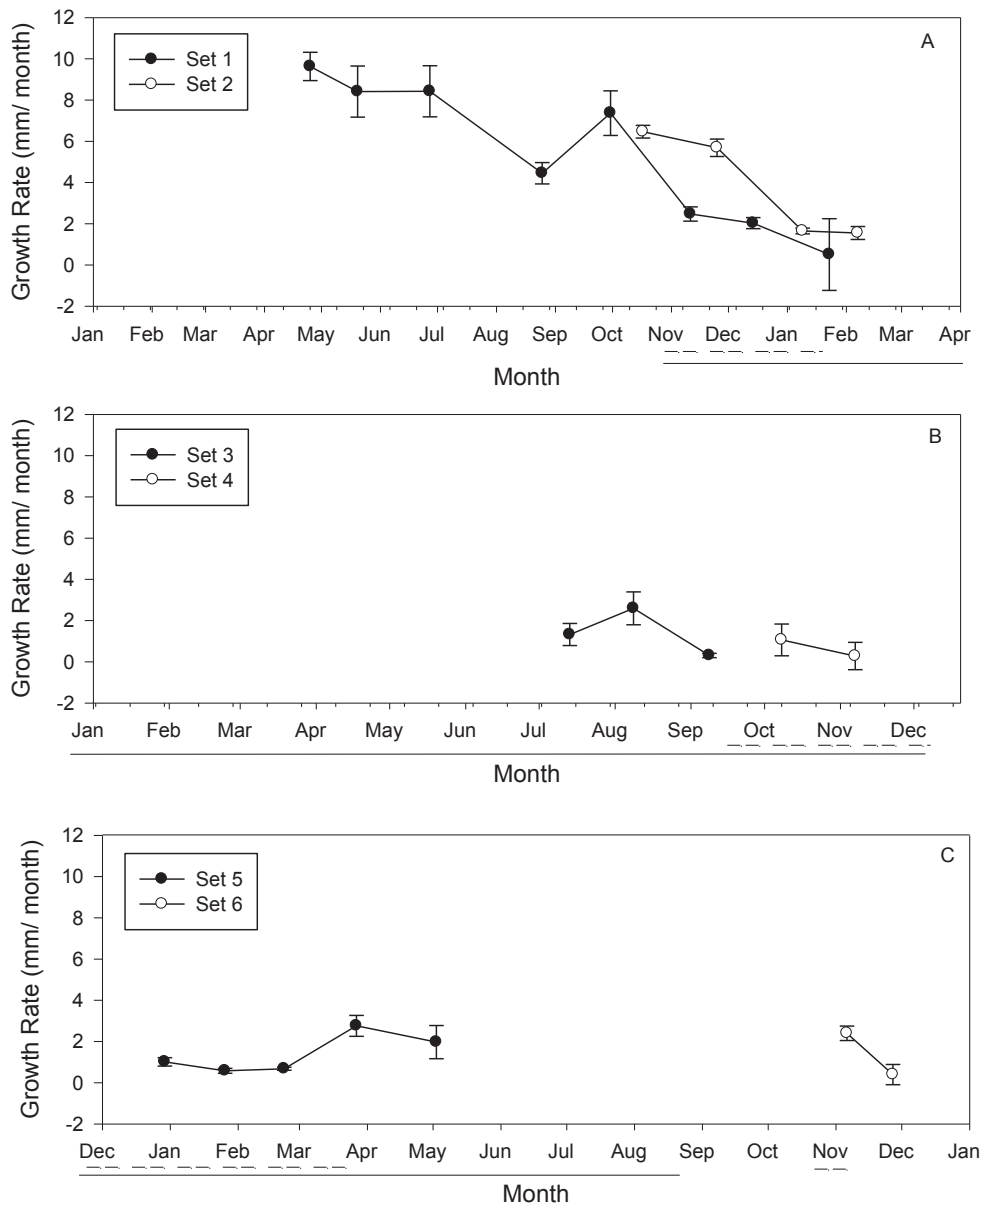 12
10
8
6
4
2
0
-2
Growth Rate (mm/ month)
Set 1
Set 2
A
Jan Feb Mar Apr May Jun Jul Aug Sep Oct Nov Dec Jan Feb Mar Apr
Month
12
10
8
6
4
2
0
-2
Growth Rate (mm/ month)
Set 3
Set 4
B
Jan Feb Mar Apr May Jun Jul Aug Sep Oct Nov Dec
Month
12
10
8
6
4
2
0
-2
Growth Rate (mm/ month)
Set 5
Set 6
C
Dec Jan Feb Mar Apr May Jun Jul Aug Sep Oct Nov Dec Jan
Month